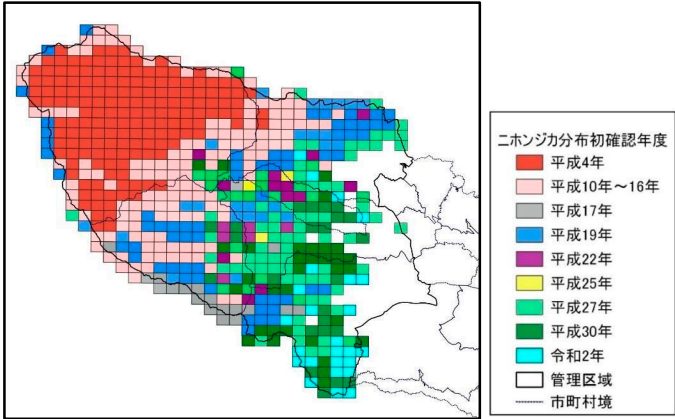 ニホンジカ分布初確認年度
平成4年
平成10年～16年
平成17年
平成19年
平成22年
平成25年
平成27年
平成30年
令和2年
管理区域
市町村境